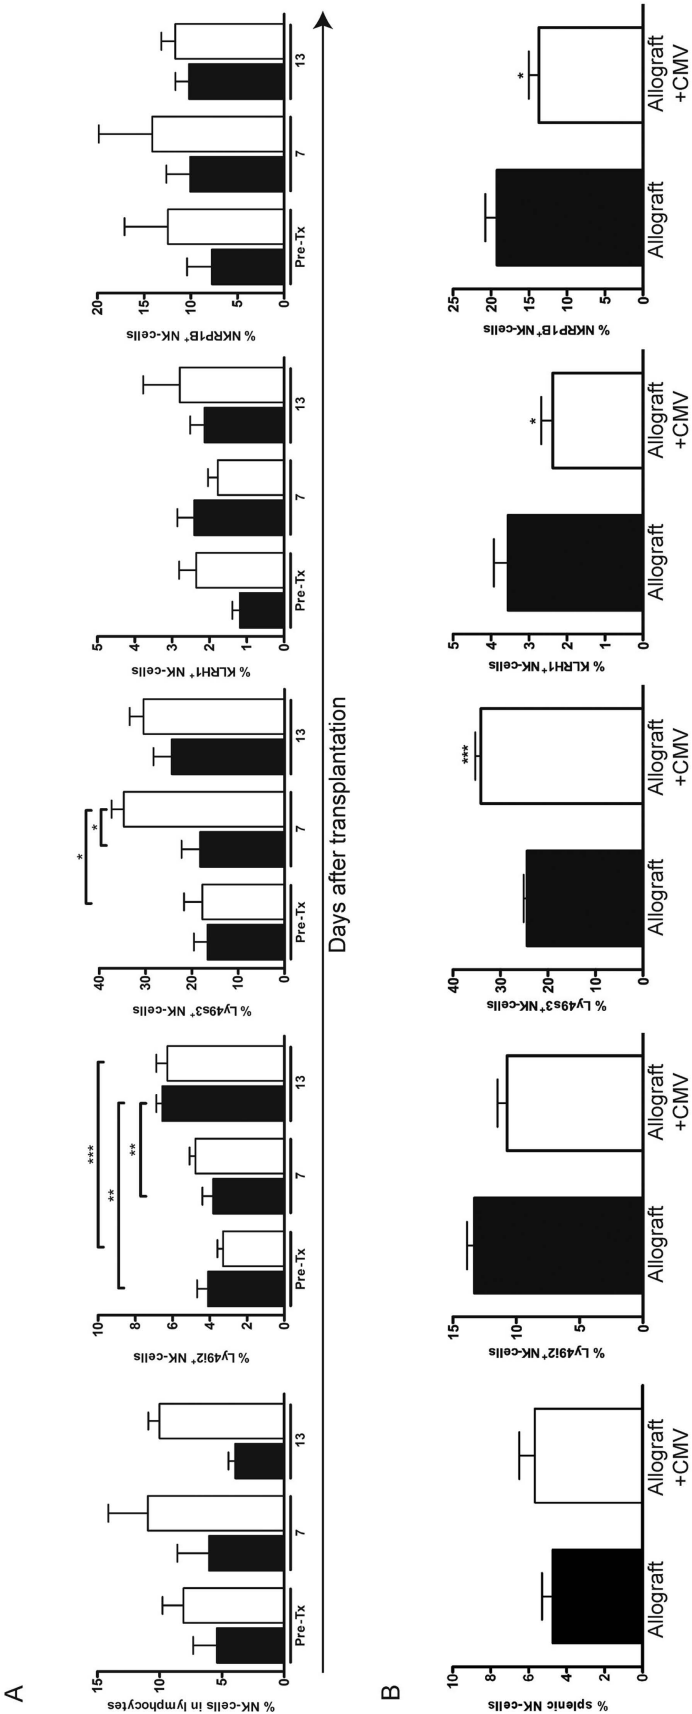 A
% NK-cells in lymphocytes
15
10
5
0
Pre-Tx
7
13
% Ly49i2⁺ NK-cells
10
8
6
4
2
0
**
***
**
Pre-Tx
7
13
% Ly49s3⁺ NK-cells
40
30
20
10
0
*
*
Pre-Tx
7
13
% KLRH1⁺ NK-cells
5
4
3
2
1
0
Pre-Tx
7
13
% NKRP1B⁺ NK-cells
20
15
10
5
0
Pre-Tx
7
13
Days after transplantation
B
% splenic NK-cells
10
8
6
4
2
0
Allograft
Allograft
+CMV
% Ly49i2⁺ NK-cells
15
10
5
0
Allograft
Allograft
+CMV
% Ly49s3⁺ NK-cells
40
30
20
10
0
***
Allograft
Allograft
+CMV
% KLRH1⁺ NK-cells
5
4
3
2
1
0
*
Allograft
Allograft
+CMV
% NKRP1B⁺ NK-cells
25
20
15
10
5
0
*
Allograft
Allograft
+CMV